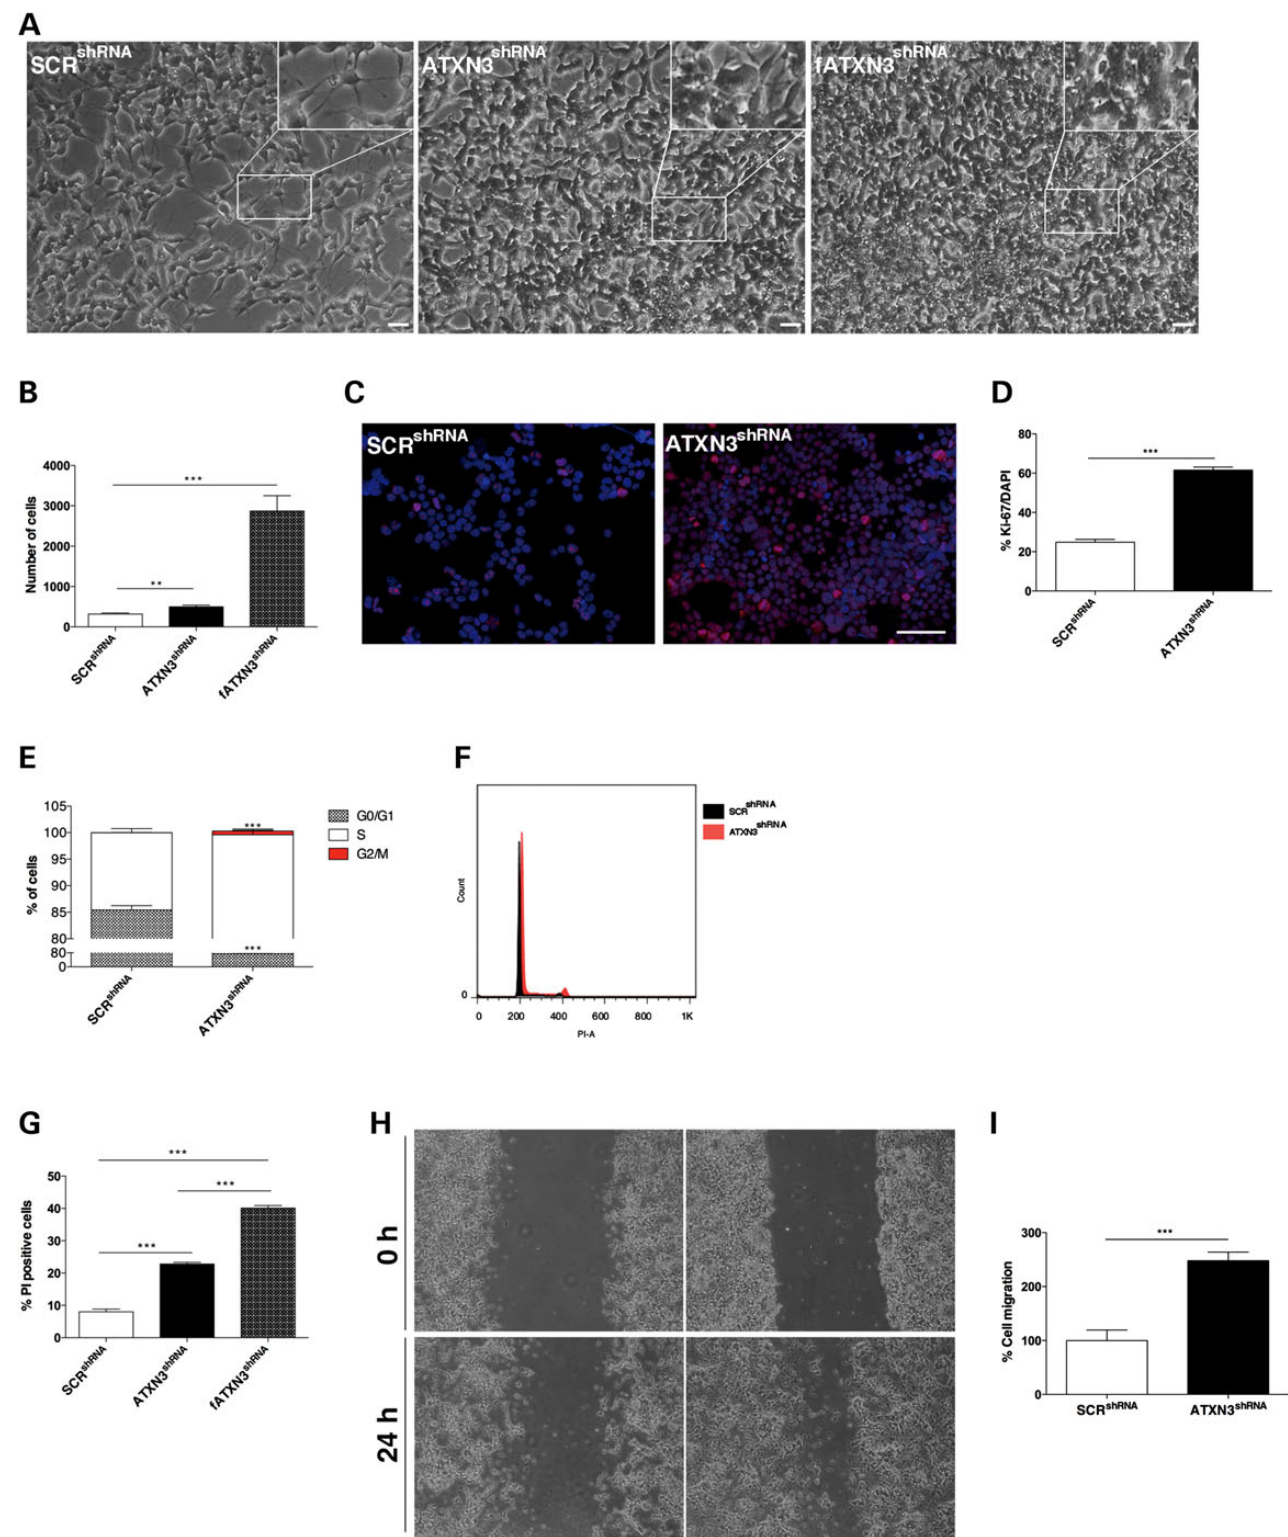 A
SCRshRNA
ATXN3shRNA
fATXN3shRNA
B
Number of cells
4000
3000
2000
1000
0
***
**
SCRshRNA
ATXN3shRNA
fATXN3shRNA
C
SCRshRNA
ATXN3shRNA
D
% Ki-67/DAPI
80
60
40
20
0
***
SCRshRNA
ATXN3shRNA
E
% of cells
105
100
95
90
85
80
80
0
***
***
SCRshRNA
ATXN3shRNA
G0/G1
S
G2/M
F
Count
0
0 200 400 600 800 1K
PI-A
SCRshRNA
ATXN3shRNA
G
% PI positive cells
50
40
30
20
10
0
***
***
***
SCRshRNA
ATXN3shRNA
fATXN3shRNA
H
0 h
24 h
I
% Cell migration
300
200
100
0
***
SCRshRNA
ATXN3shRNA